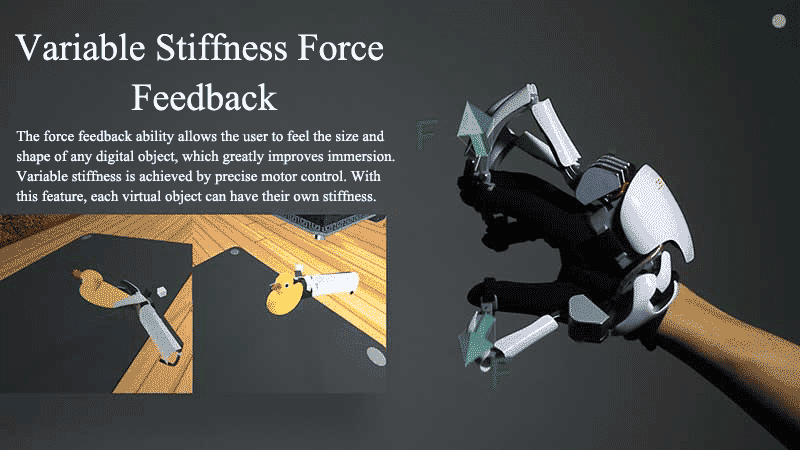 Variable Stiffness Force
Feedback
The force feedback ability allows the user to feel the size and
shape of any digital object, which greatly improves immersion.
Variable stiffness is achieved by precise motor control. With
this feature, each virtual object can have their own stiffness.
F
F